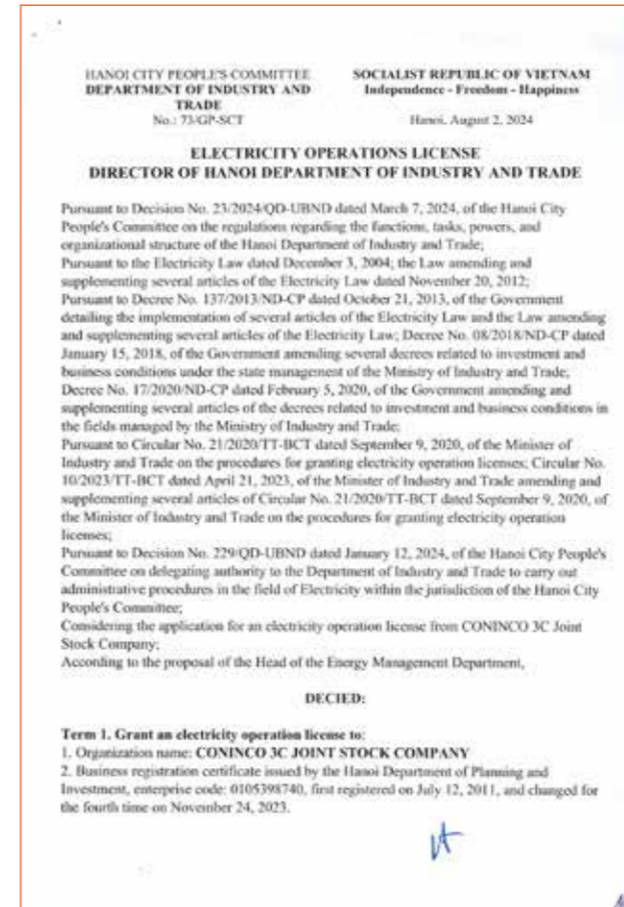 HANOI CITY PEOPLE'S COMMITTEE
DEPARTMENT OF INDUSTRY AND
TRADE
No.: 73/GP-SCT
SOCIALIST REPUBLIC OF VIETNAM
Independence - Freedom - Happiness
Hanoi, August 2, 2024
ELECTRICITY OPERATIONS LICENSE
DIRECTOR OF HANOI DEPARTMENT OF INDUSTRY AND TRADE
Pursuant to Decision No. 23/2024/QD-UBND dated March 7, 2024, of the Hanoi City
People's Committee on the regulations regarding the functions, tasks, powers, and
organizational structure of the Hanoi Department of Industry and Trade;
Pursuant to the Electricity Law dated December 3, 2004; the Law amending and
supplementing several articles of the Electricity Law dated November 20, 2012;
Pursuant to Decree No. 137/2013/ND-CP dated October 21, 2013, of the Government
detailing the implementation of several articles of the Electricity Law and the Law amending
and supplementing several articles of the Electricity Law; Decree No. 08/2018/ND-CP dated
January 15, 2018, of the Government amending several decrees related to investment and
business conditions under the state management of the Ministry of Industry and Trade;
Decree No. 17/2020/ND-CP dated February 5, 2020, of the Government amending and
supplementing several articles of the decrees related to investment and business conditions in
the fields managed by the Ministry of Industry and Trade;
Pursuant to Circular No. 21/2020/TT-BCT dated September 9, 2020, of the Minister of
Industry and Trade on the procedures for granting electricity operation licenses; Circular No.
10/2023/TT-BCT dated April 21, 2023, of the Minister of Industry and Trade amending and
supplementing several articles of Circular No. 21/2020/TT-BCT dated September 9, 2020, of
the Minister of Industry and Trade on the procedures for granting electricity operation
licenses;
Pursuant to Decision No. 229/QD-UBND dated January 12, 2024, of the Hanoi City People's
Committee on delegating authority to the Department of Industry and Trade to carry out
administrative procedures in the field of Electricity within the jurisdiction of the Hanoi City
People's Committee;
Considering the application for an electricity operation license from CONINCO 3C Joint
Stock Company;
According to the proposal of the Head of the Energy Management Department,
DECIED:
Term 1. Grant an electricity operation license to:
1. Organization name: CONINCO 3C JOINT STOCK COMPANY
2. Business registration certificate issued by the Hanoi Department of Planning and
Investment, enterprise code: 0105398740, first registered on July 12, 2011, and changed for
the fourth time on November 24, 2023.